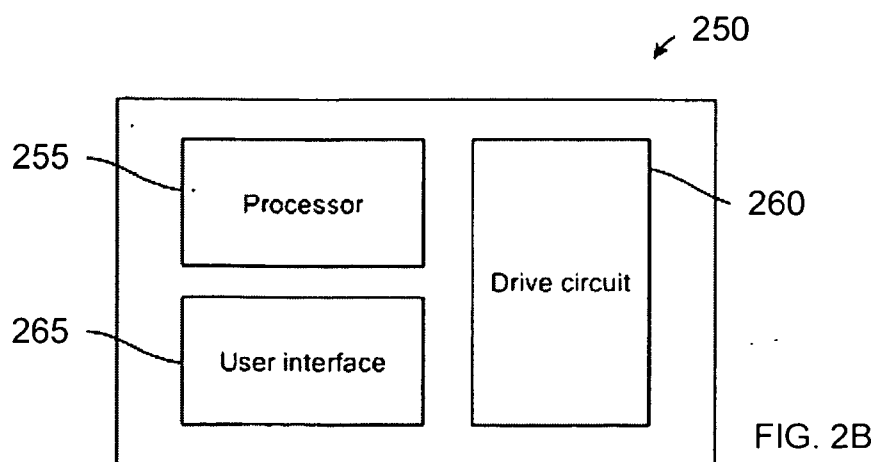 250
255
Processor
260
Drive circuit
265
User interface
FIG. 2B